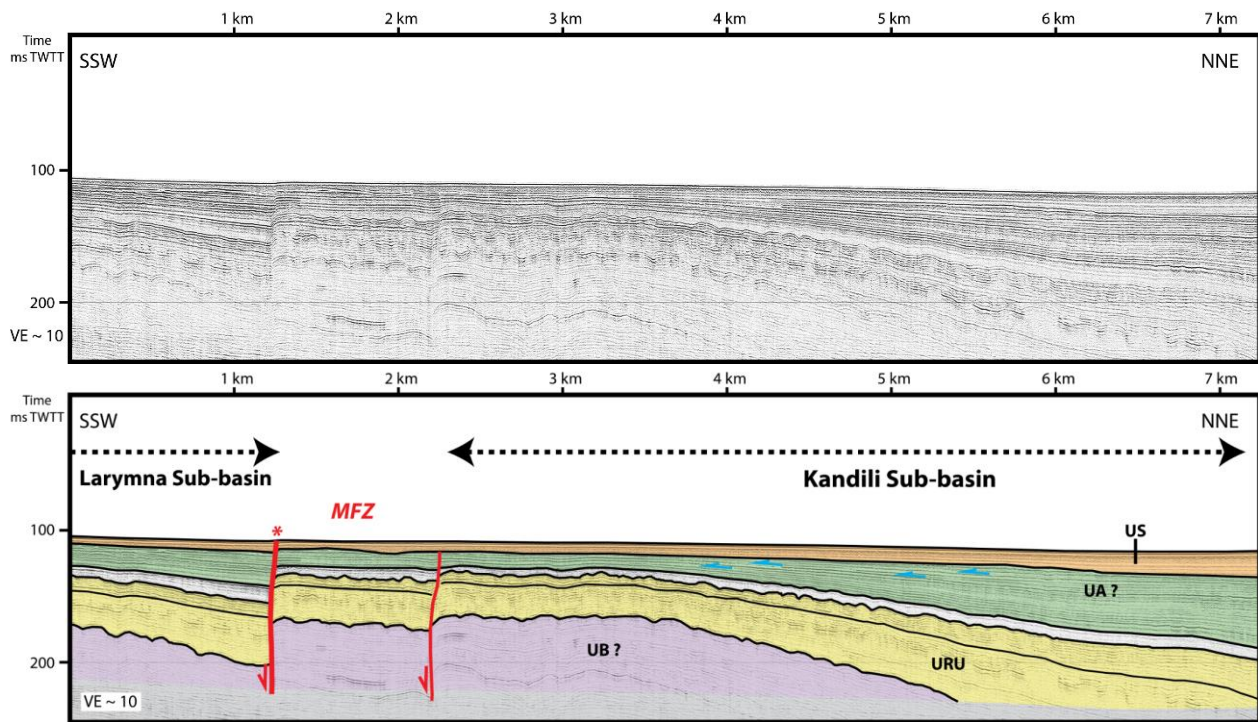 1 km 2 km 3 km 4 km 5 km 6 km 7 km
Time
ms TWTT
SSW NNE
100
200
VE ~ 10
1 km 2 km 3 km 4 km 5 km 6 km 7 km
Time
ms TWTT
SSW NNE
Larymna Sub-basin Kandili Sub-basin
MFZ
*
100
US
UA ?
UB ? URU
200
VE ~ 10